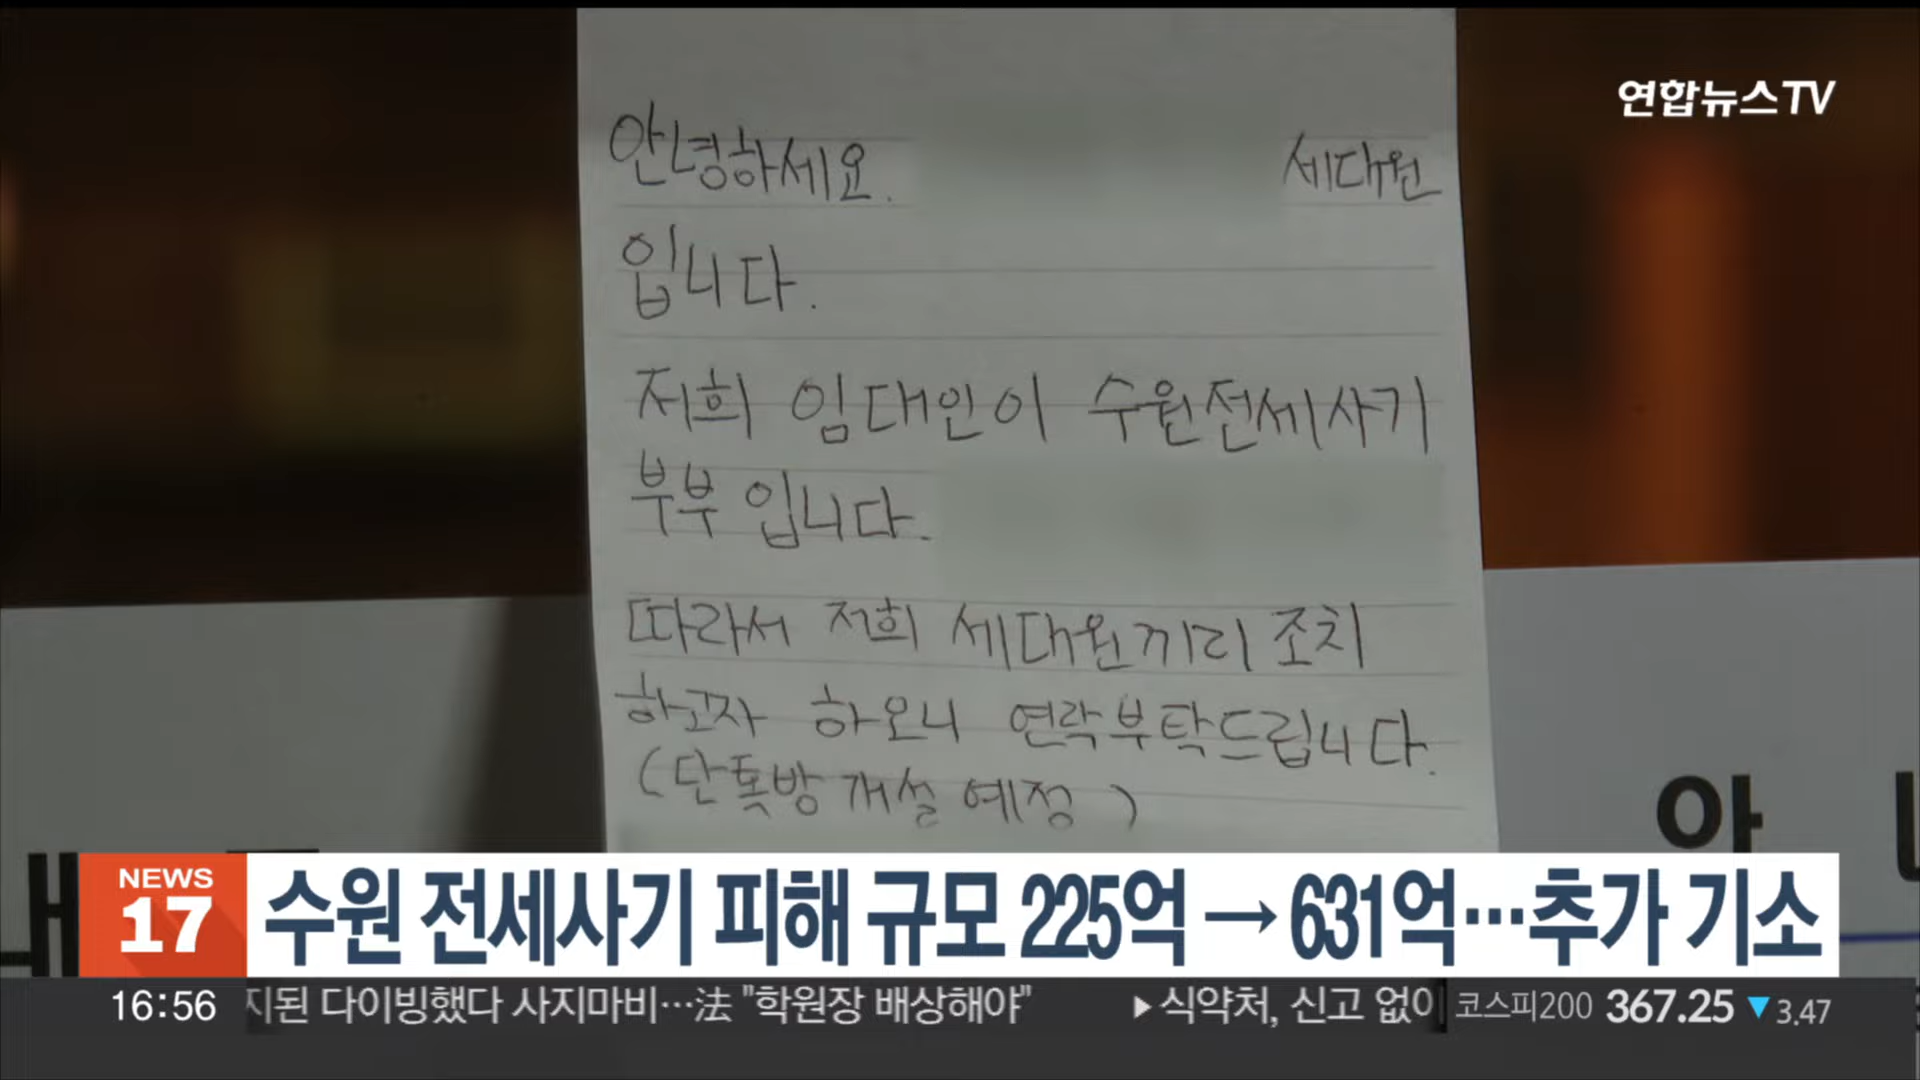 연합뉴스TV
안녕하세요. 세대원
입니다.
저희 임대인이 수원전세사기
부부입니다.
따라서 저희 세대원끼리 조치
하고자 하오니 연락부탁드립니다.
(단톡방 개설 예정)
NEWS
17
수원 전세사기 피해 규모 225억→631억…추가 기소
16:56
지된 다이빙했다 사지마비…法 "학원장 배상해야" ▶식약처, 신고 없이
코스피200 367.25 ▼3.47